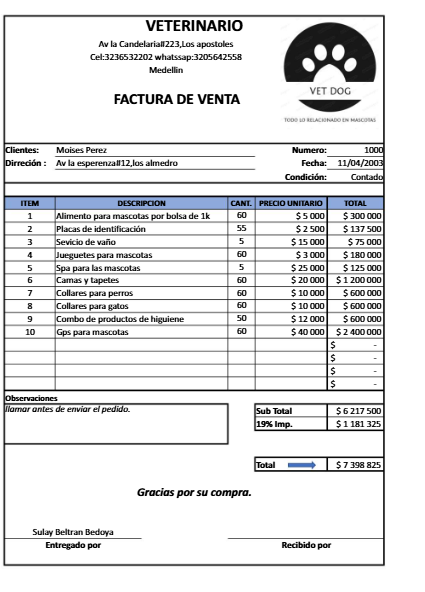 VETERINARIO
Av la Candelaria#223,Los apostoles
Cel:3236532202 whatssap:3205642558
Medellin
VET DOG
TODO LO RELACIONADO EN MASCOTAS
FACTURA DE VENTA
Clientes: Moises Perez Numero: 1000
Dirreción : Av la esperenza#12,los almedro Fecha: 11/04/2003
Condición: Contado
ITEM DESCRIPCION CANT. PRECIO UNITARIO TOTAL
1 Alimento para mascotas por bolsa de 1k 60 $ 5 000 $ 300 000
2 Placas de identificación 55 $ 2 500 $ 137 500
3 Sevicio de vaño 5 $ 15 000 $ 75 000
4 Jueguetes para mascotas 60 $ 3 000 $ 180 000
5 Spa para las mascotas 5 $ 25 000 $ 125 000
6 Camas y tapetes 60 $ 20 000 $ 1 200 000
7 Collares para perros 60 $ 10 000 $ 600 000
8 Collares para gatos 60 $ 10 000 $ 600 000
9 Combo de productos de higuiene 50 $ 12 000 $ 600 000
10 Gps para mascotas 60 $ 40 000 $ 2 400 000
$ -
$ -
$ -
$ -
Observaciones
llamar antes de enviar el pedido.
Sub Total $ 6 217 500
19% Imp. $ 1 181 325
Total $ 7 398 825
Gracias por su compra.
Sulay Beltran Bedoya
Entregado por Recibido por